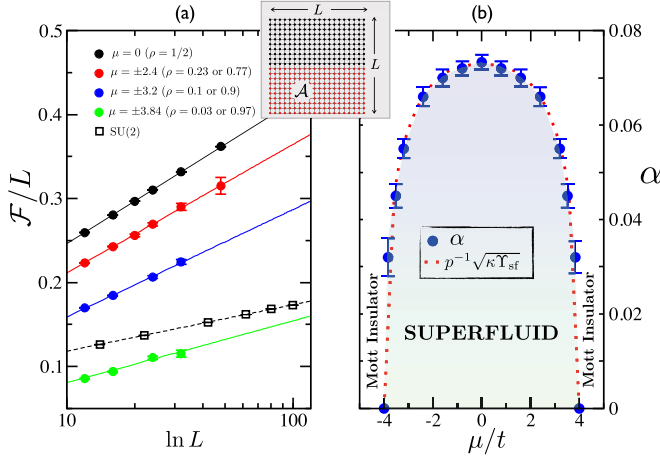 (a)
L
(b)
L
𝒜
μ = 0 (ρ = 1/2)
μ = ±2.4 (ρ = 0.23 or 0.77)
μ = ±3.2 (ρ = 0.1 or 0.9)
μ = ±3.84 (ρ = 0.03 or 0.97)
SU(2)
0.5
0.4
0.3
0.2
0.1
ℱ/L
10
100
ln L
0.08
0.06
0.04
0.02
0
α
α
p⁻¹√κΥsf
SUPERFLUID
Mott Insulator
Mott Insulator
-4
-2
0
2
4
μ/t